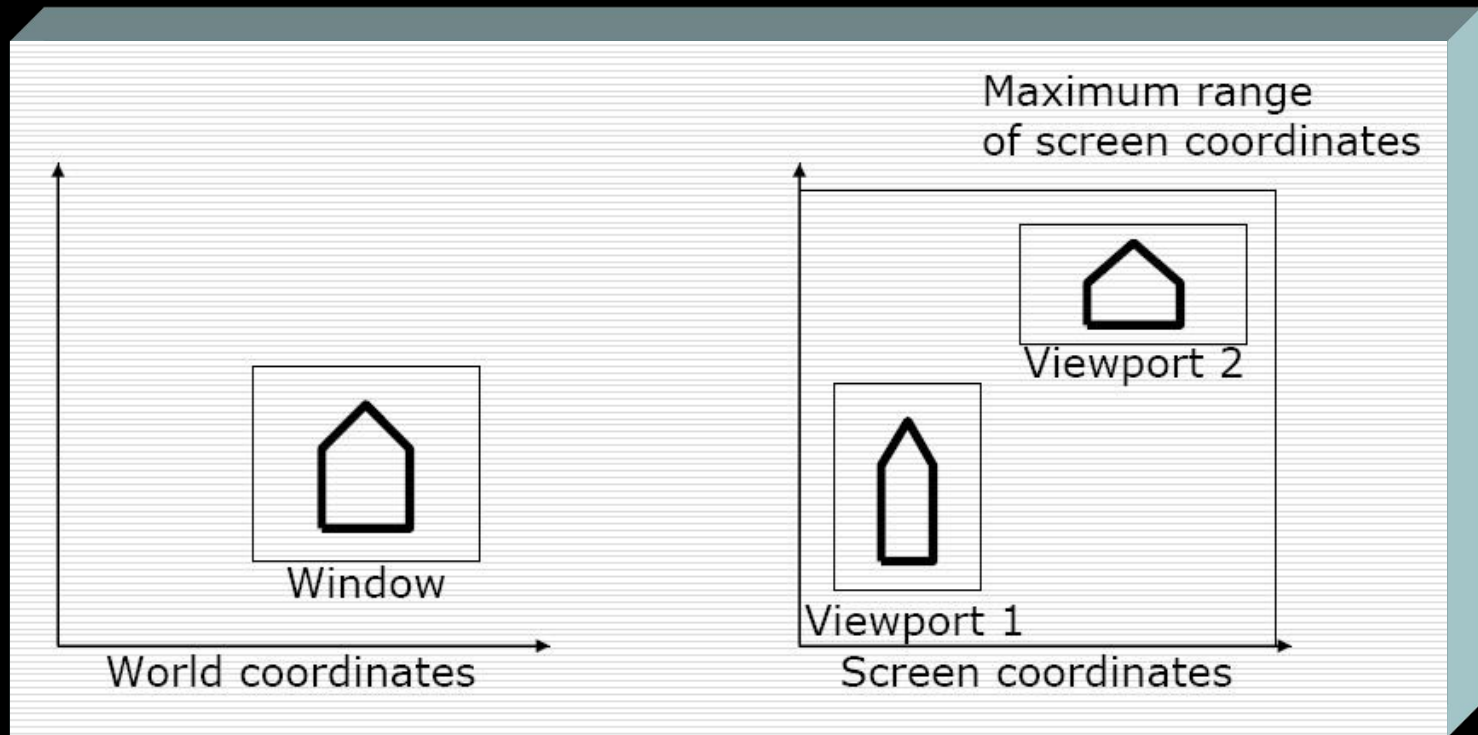 Maximum range
of screen coordinates
Viewport 2
Window
Viewport 1
World coordinates
Screen coordinates